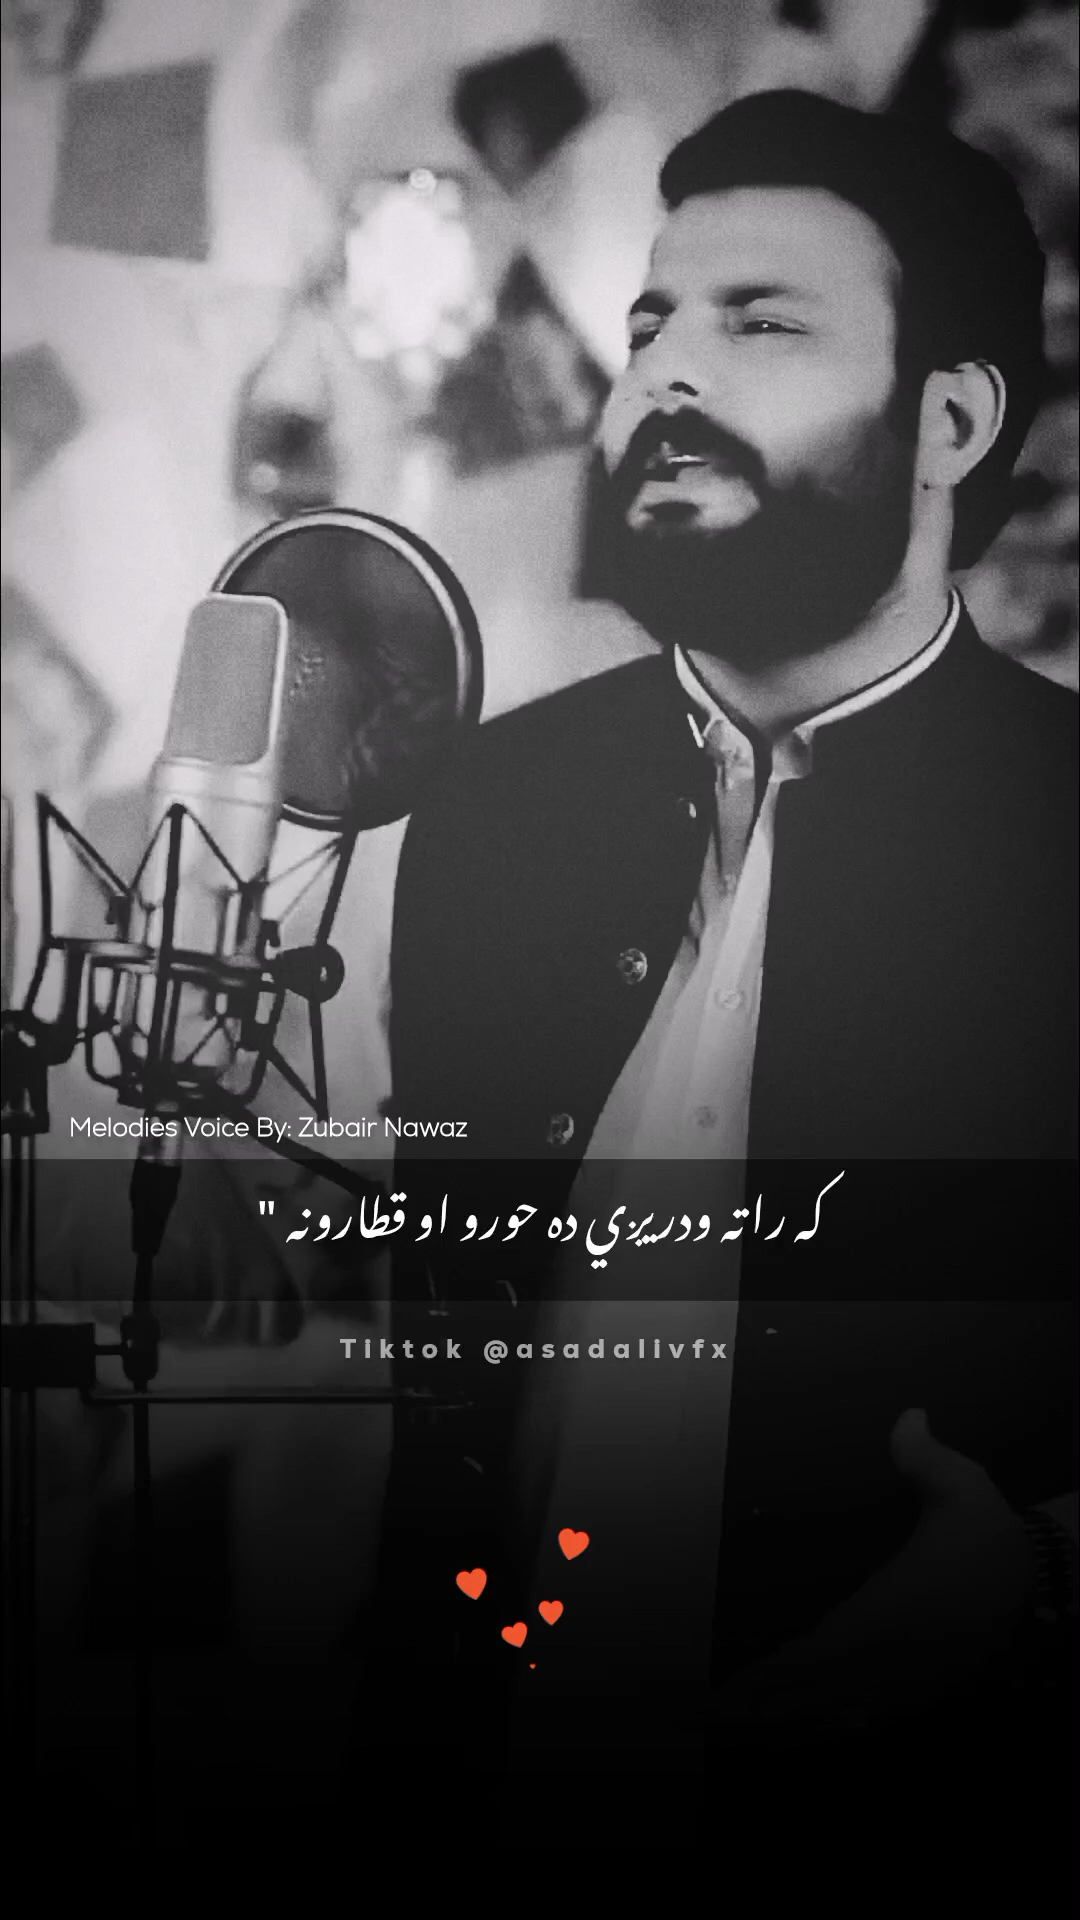 Melodies Voice By: Zubair Nawaz
که راته ودریږي ده حورو او قطارونه "
Tiktok @asadalivfx